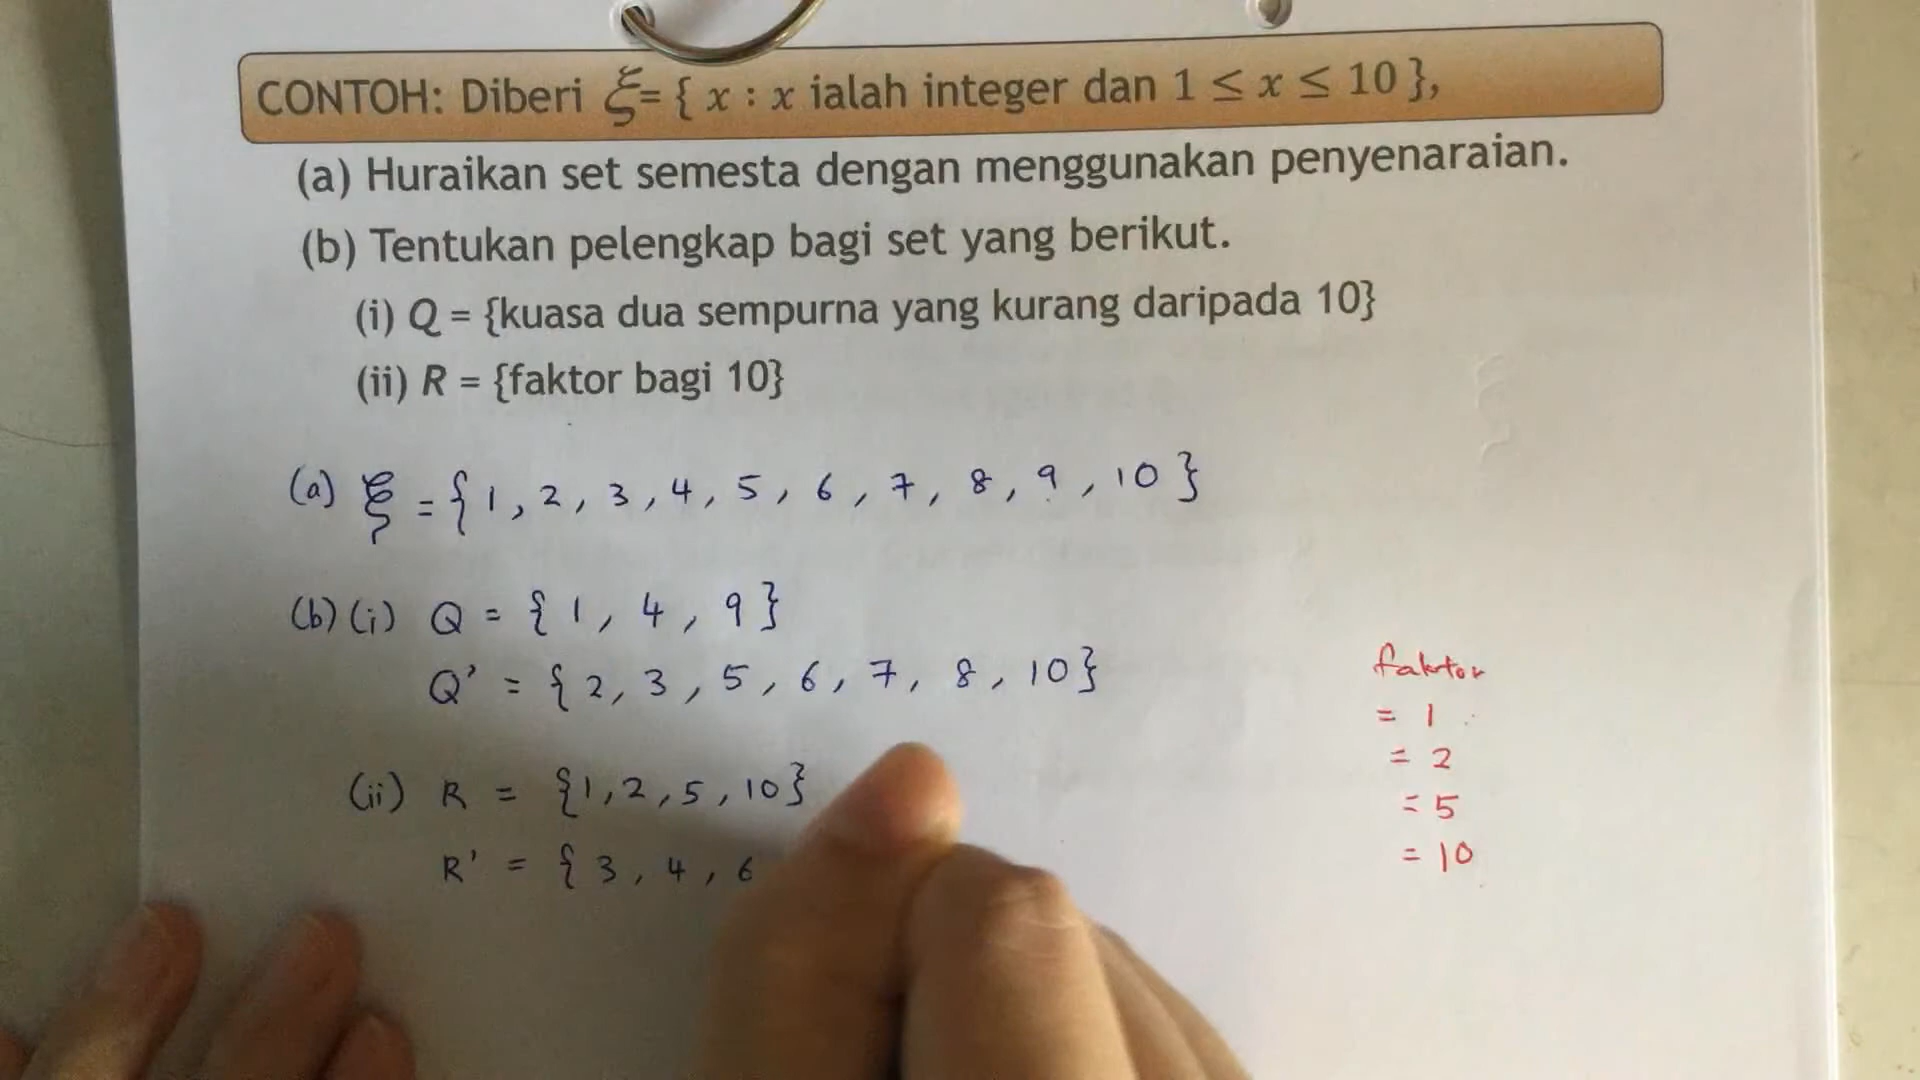 CONTOH: Diberi ξ= { x : x ialah integer dan 1 ≤ x ≤ 10 },
(a) Huraikan set semesta dengan menggunakan penyenaraian.
(b) Tentukan pelengkap bagi set yang berikut.
(i) Q = {kuasa dua sempurna yang kurang daripada 10}
(ii) R = {faktor bagi 10}
(a) ξ = {1, 2, 3, 4, 5, 6, 7, 8, 9, 10}
(b) (i) Q = {1, 4, 9}
Q' = {2, 3, 5, 6, 7, 8, 10}
(ii) R = {1, 2, 5, 10}
R' = {3, 4, 6
faktor
= 1
= 2
= 5
= 10